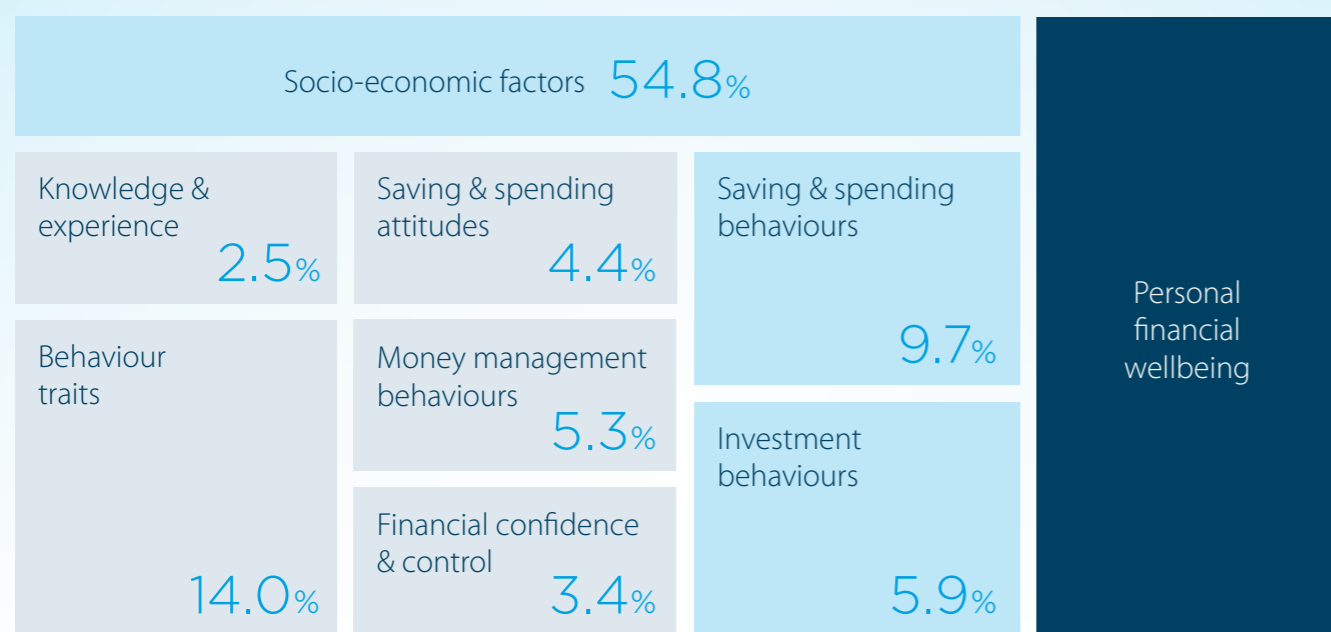 Socio-economic factors 54.8%
Knowledge &
experience
2.5%
Saving & spending
attitudes
4.4%
Saving & spending
behaviours
9.7%
Behaviour
traits
14.0%
Money management
behaviours
5.3%
Financial confidence
& control
3.4%
Investment
behaviours
5.9%
Personal
financial
wellbeing